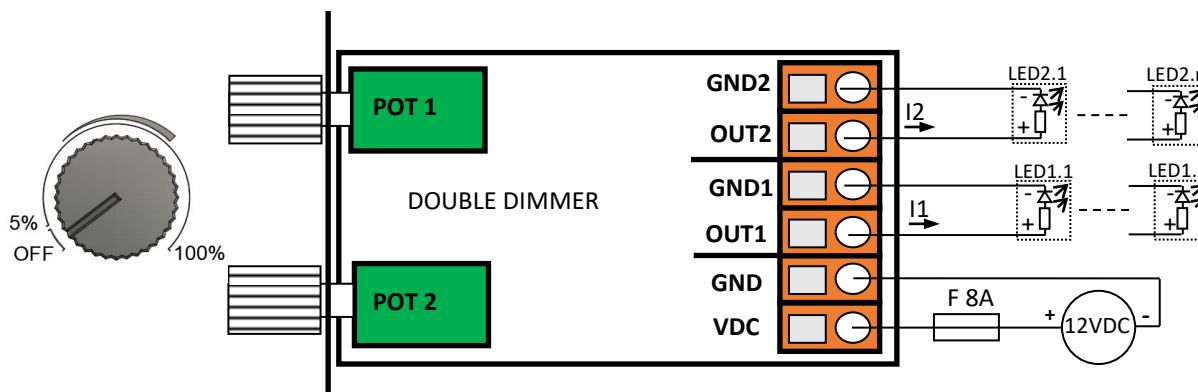 POT 1
POT 2
DOUBLE DIMMER
5%
OFF
100%
GND2
OUT2
GND1
OUT1
GND
VDC
I2
I1
LED2.1
- +
LED1.1
- +
- +
LED1.
- +
F 8A
+ 12VDC -